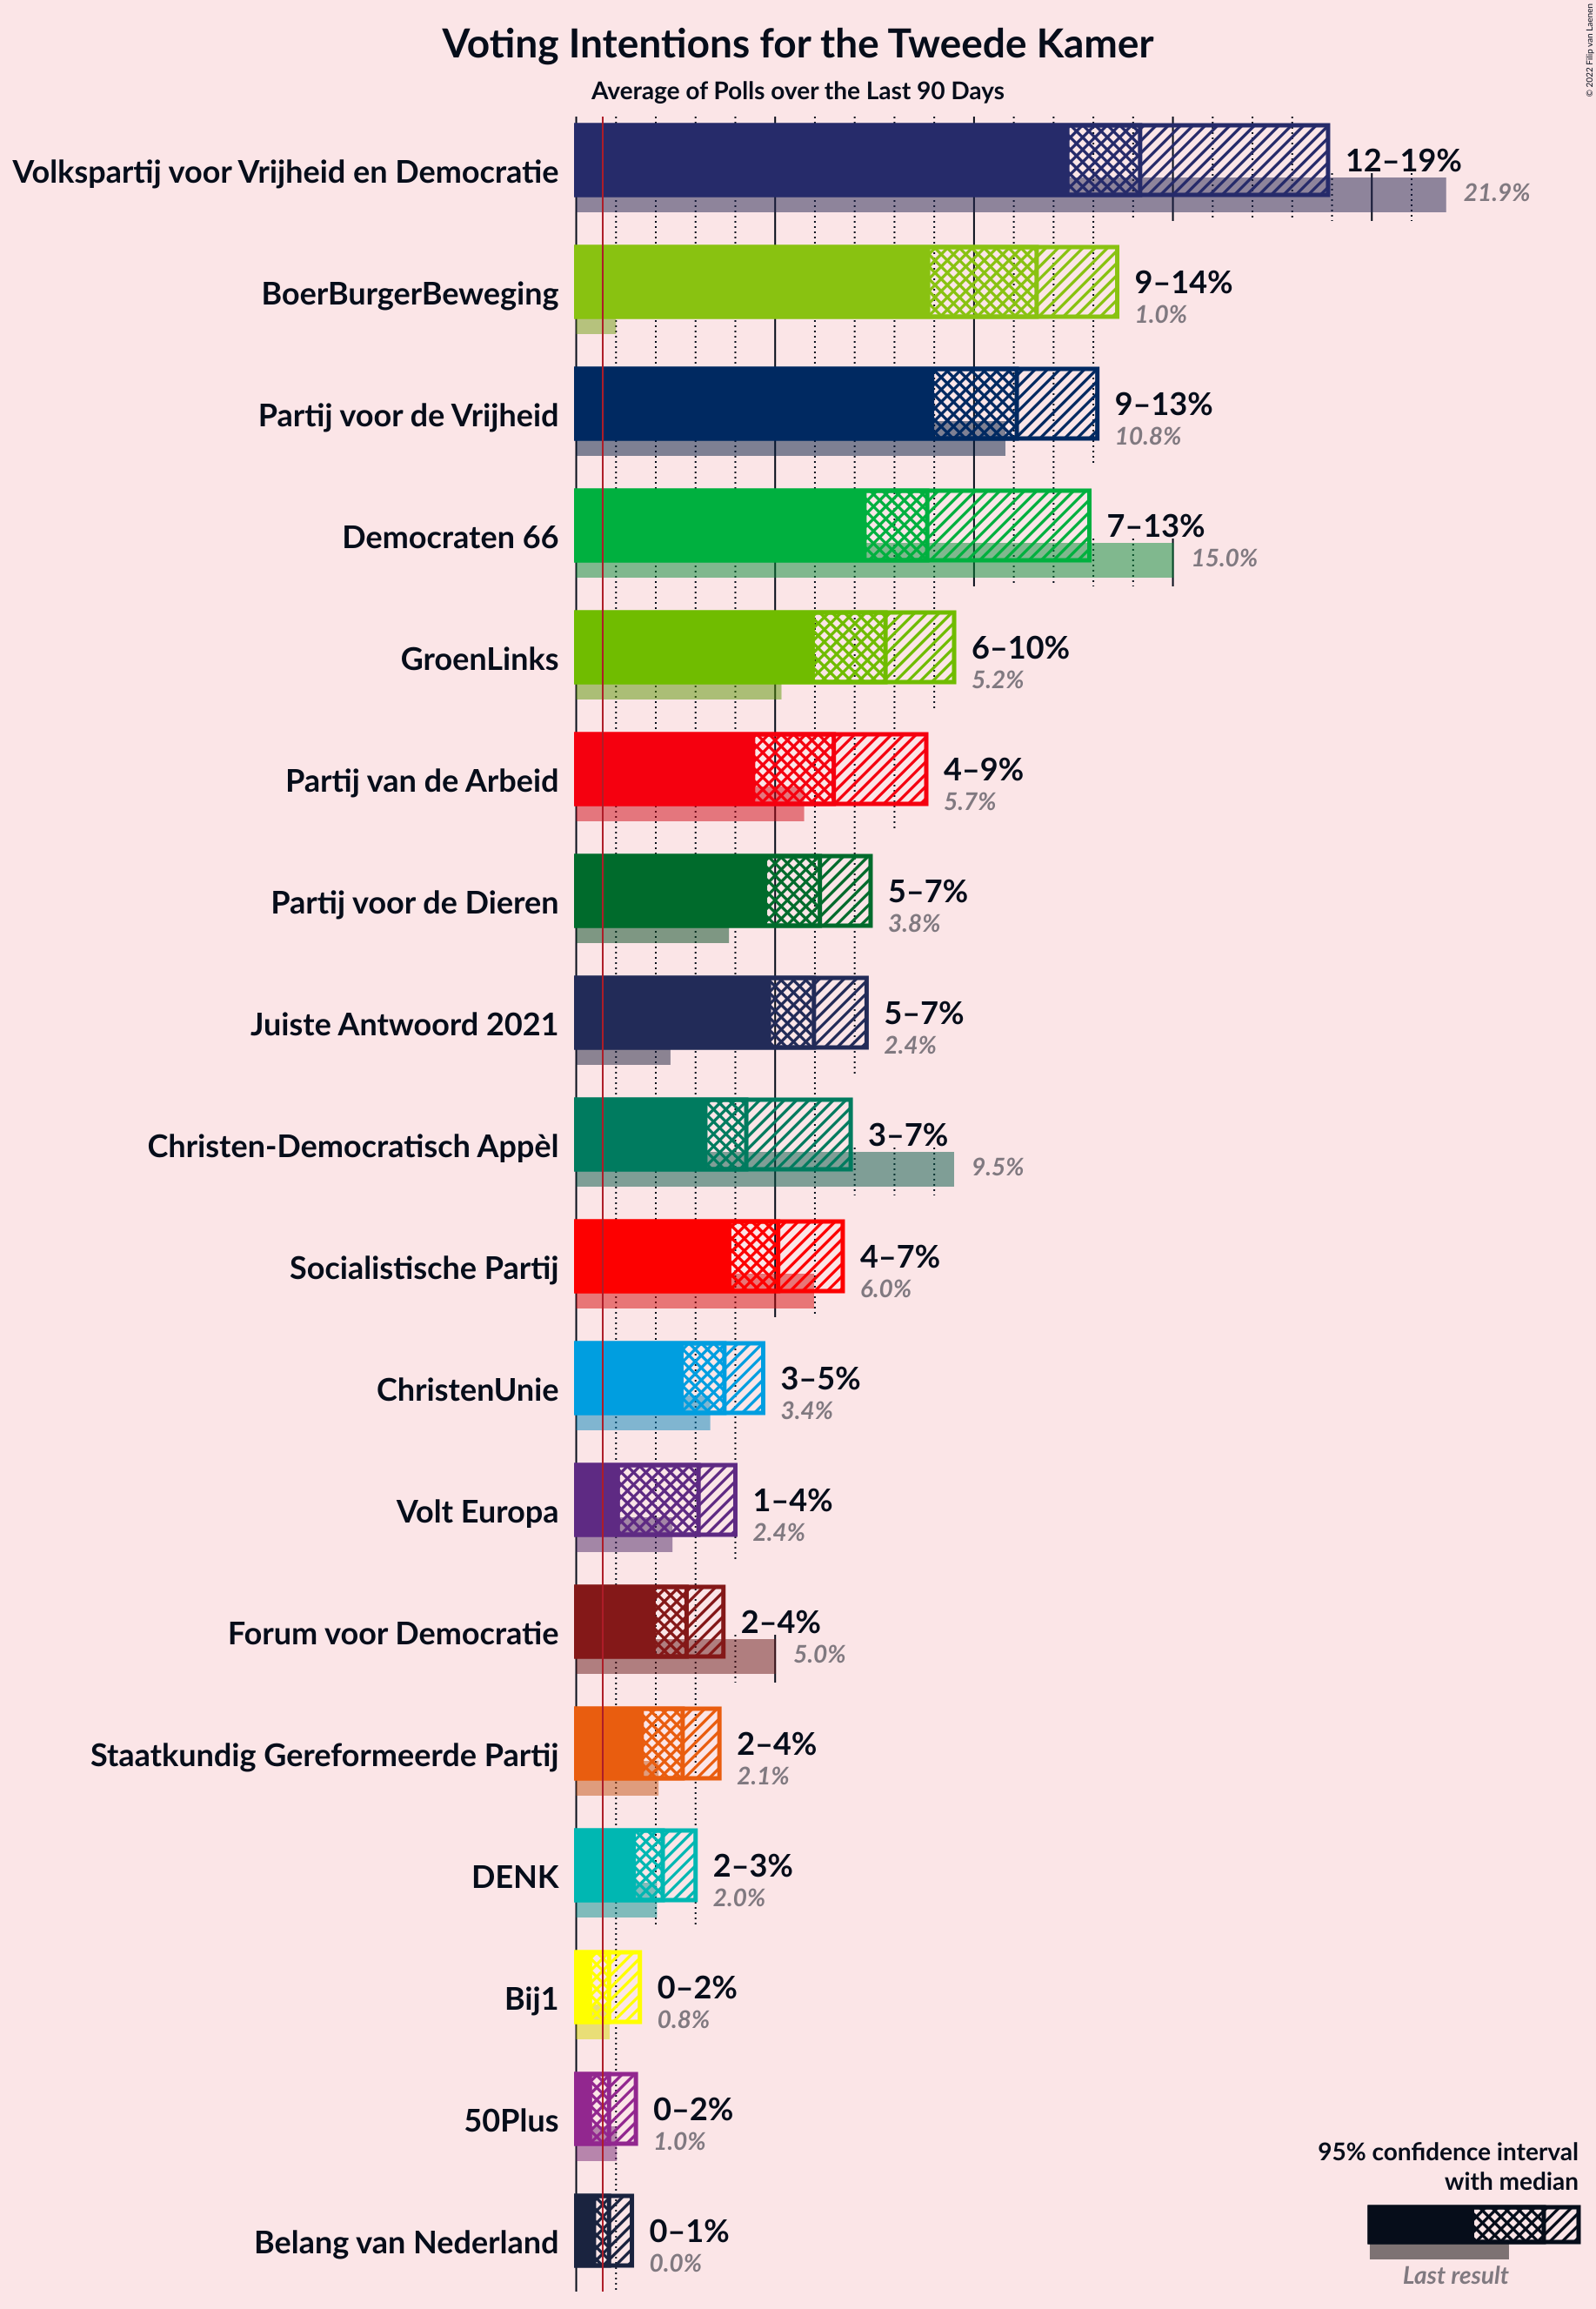 Voting Intentions for the Tweede Kamer
Average of Polls over the Last 90 Days
© 2022 Filip van Laenen
Volkspartij voor Vrijheid en Democratie
12–19%
21.9%
BoerBurgerBeweging
9–14%
1.0%
Partij voor de Vrijheid
9–13%
10.8%
Democraten 66
7–13%
15.0%
GroenLinks
6–10%
5.2%
Partij van de Arbeid
4–9%
5.7%
Partij voor de Dieren
5–7%
3.8%
Juiste Antwoord 2021
5–7%
2.4%
Christen-Democratisch Appèl
3–7%
9.5%
Socialistische Partij
4–7%
6.0%
ChristenUnie
3–5%
3.4%
Volt Europa
1–4%
2.4%
Forum voor Democratie
2–4%
5.0%
Staatkundig Gereformeerde Partij
2–4%
2.1%
DENK
2–3%
2.0%
Bij1
0–2%
0.8%
50Plus
0–2%
1.0%
Belang van Nederland
0–1%
0.0%
95% confidence interval
with median
Last result